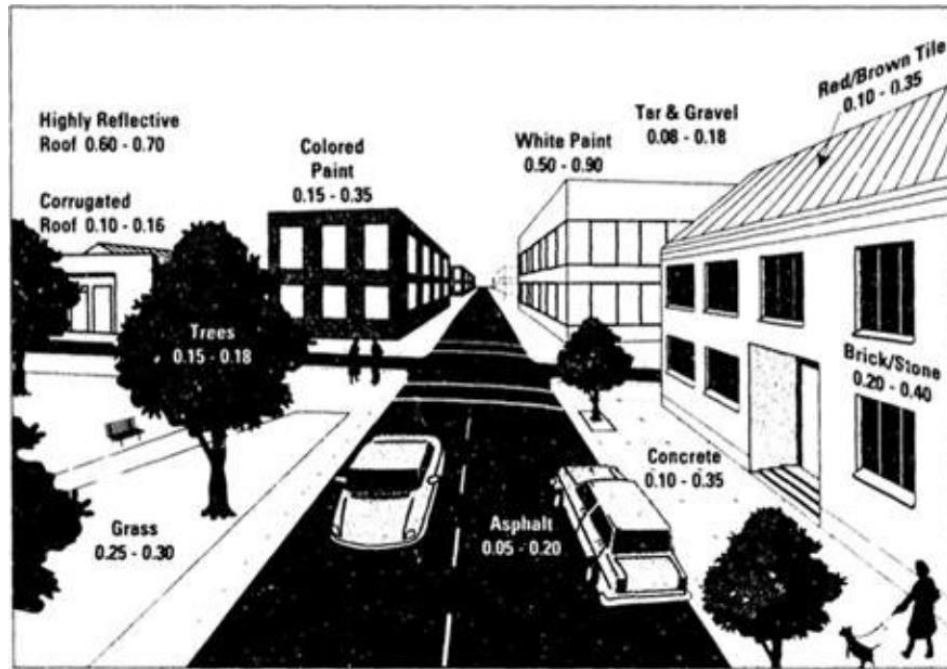 Highly Reflective
Roof 0.60 - 0.70
Corrugated
Roof 0.10 - 0.16
Colored
Paint
0.15 - 0.35
White Paint
0.50 - 0.90
Tar & Gravel
0.08 - 0.18
Red/Brown Tile
0.10 - 0.35
Trees
0.15 - 0.18
Brick/Stone
0.20 - 0.40
Concrete
0.10 - 0.35
Grass
0.25 - 0.30
Asphalt
0.05 - 0.20